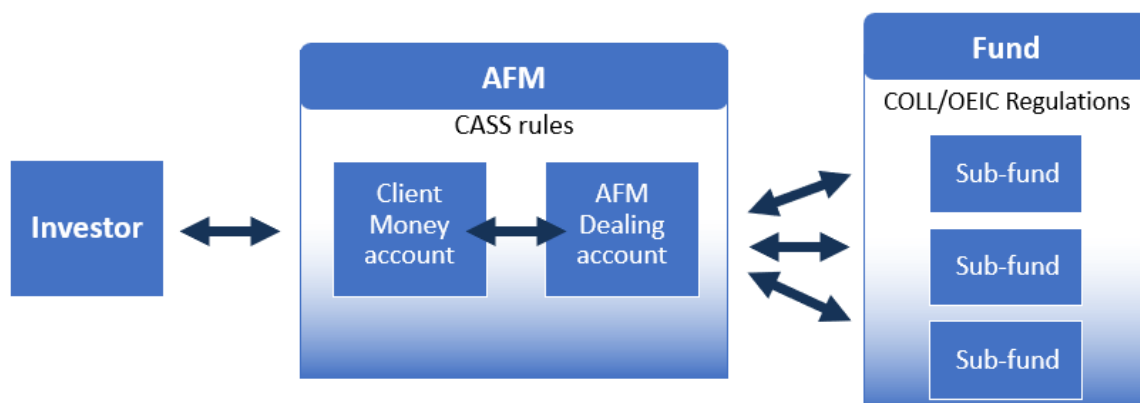 Investor
AFM
CASS rules
Client
Money
account
AFM
Dealing
account
Fund
COLL/OEIC Regulations
Sub-fund
Sub-fund
Sub-fund